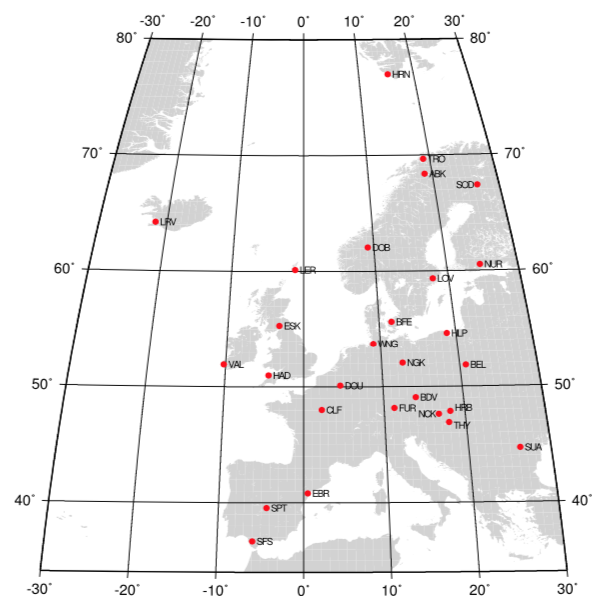 -30° -20° -10° 0° 10° 20° 30°
80° 80°
HRN
70° 70°
TRO
ABK
SOD
LRV
DOB
60° LER NUR 60°
LOV
BFE
ESK
HLP
WNG
VAL NGK BEL
HAD
50° DOU 50°
BDV
CLF FUR NCK HRB
THY
SUA
40° EBR 40°
SPT
SFS
-30° -20° -10° 0° 10° 20° 30°